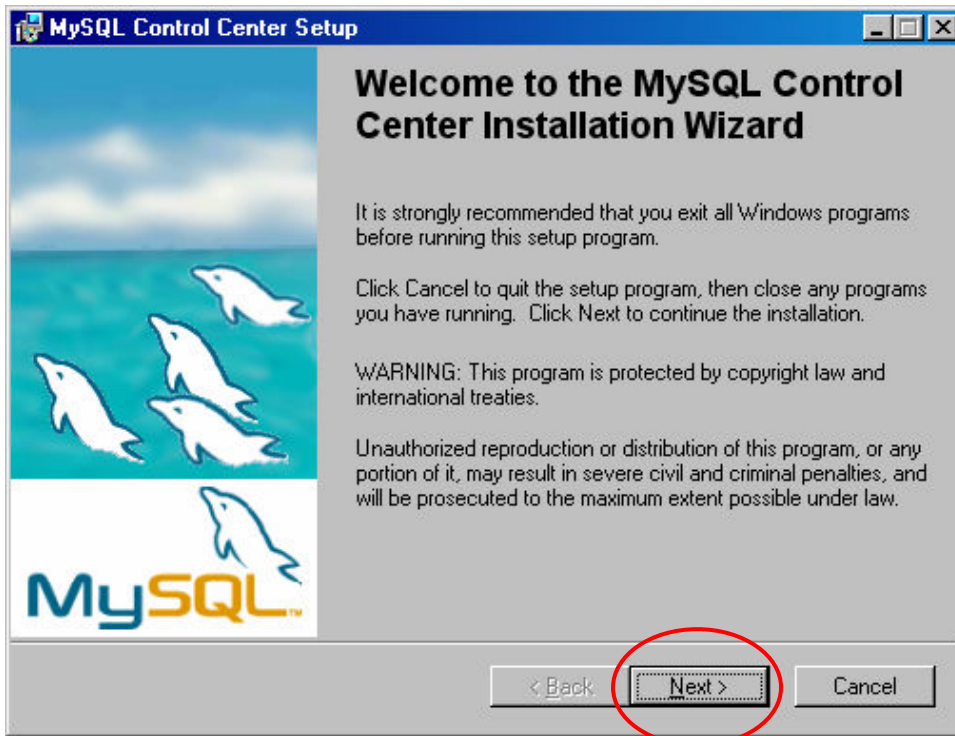 MySQL Control Center Setup
Welcome to the MySQL Control
Center Installation Wizard
It is strongly recommended that you exit all Windows programs
before running this setup program.
Click Cancel to quit the setup program, then close any programs
you have running. Click Next to continue the installation.
WARNING: This program is protected by copyright law and
international treaties.
Unauthorized reproduction or distribution of this program, or any
portion of it, may result in severe civil and criminal penalties, and
will be prosecuted to the maximum extent possible under law.
MySQL™
< Back
Next >
Cancel